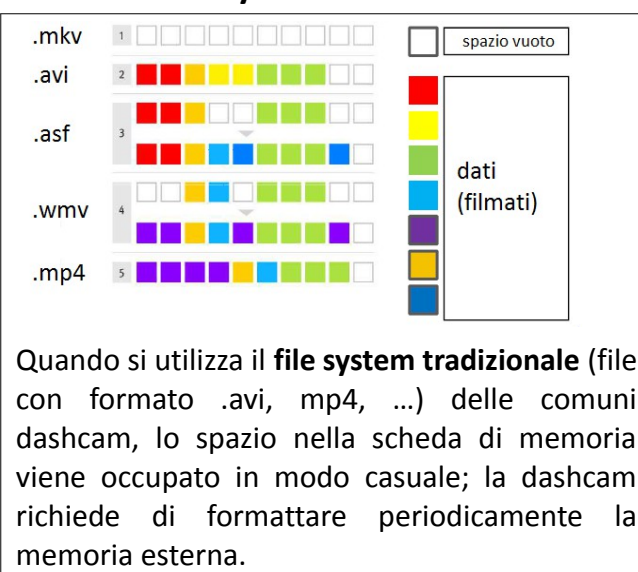 .mkv
1
spazio vuoto
.avi
2
.asf
3
dati
(filmati)
.wmv
4
.mp4
5
Quando si utilizza il file system tradizionale (file
con formato .avi, mp4, …) delle comuni
dashcam, lo spazio nella scheda di memoria
viene occupato in modo casuale; la dashcam
richiede di formattare periodicamente la
memoria esterna.